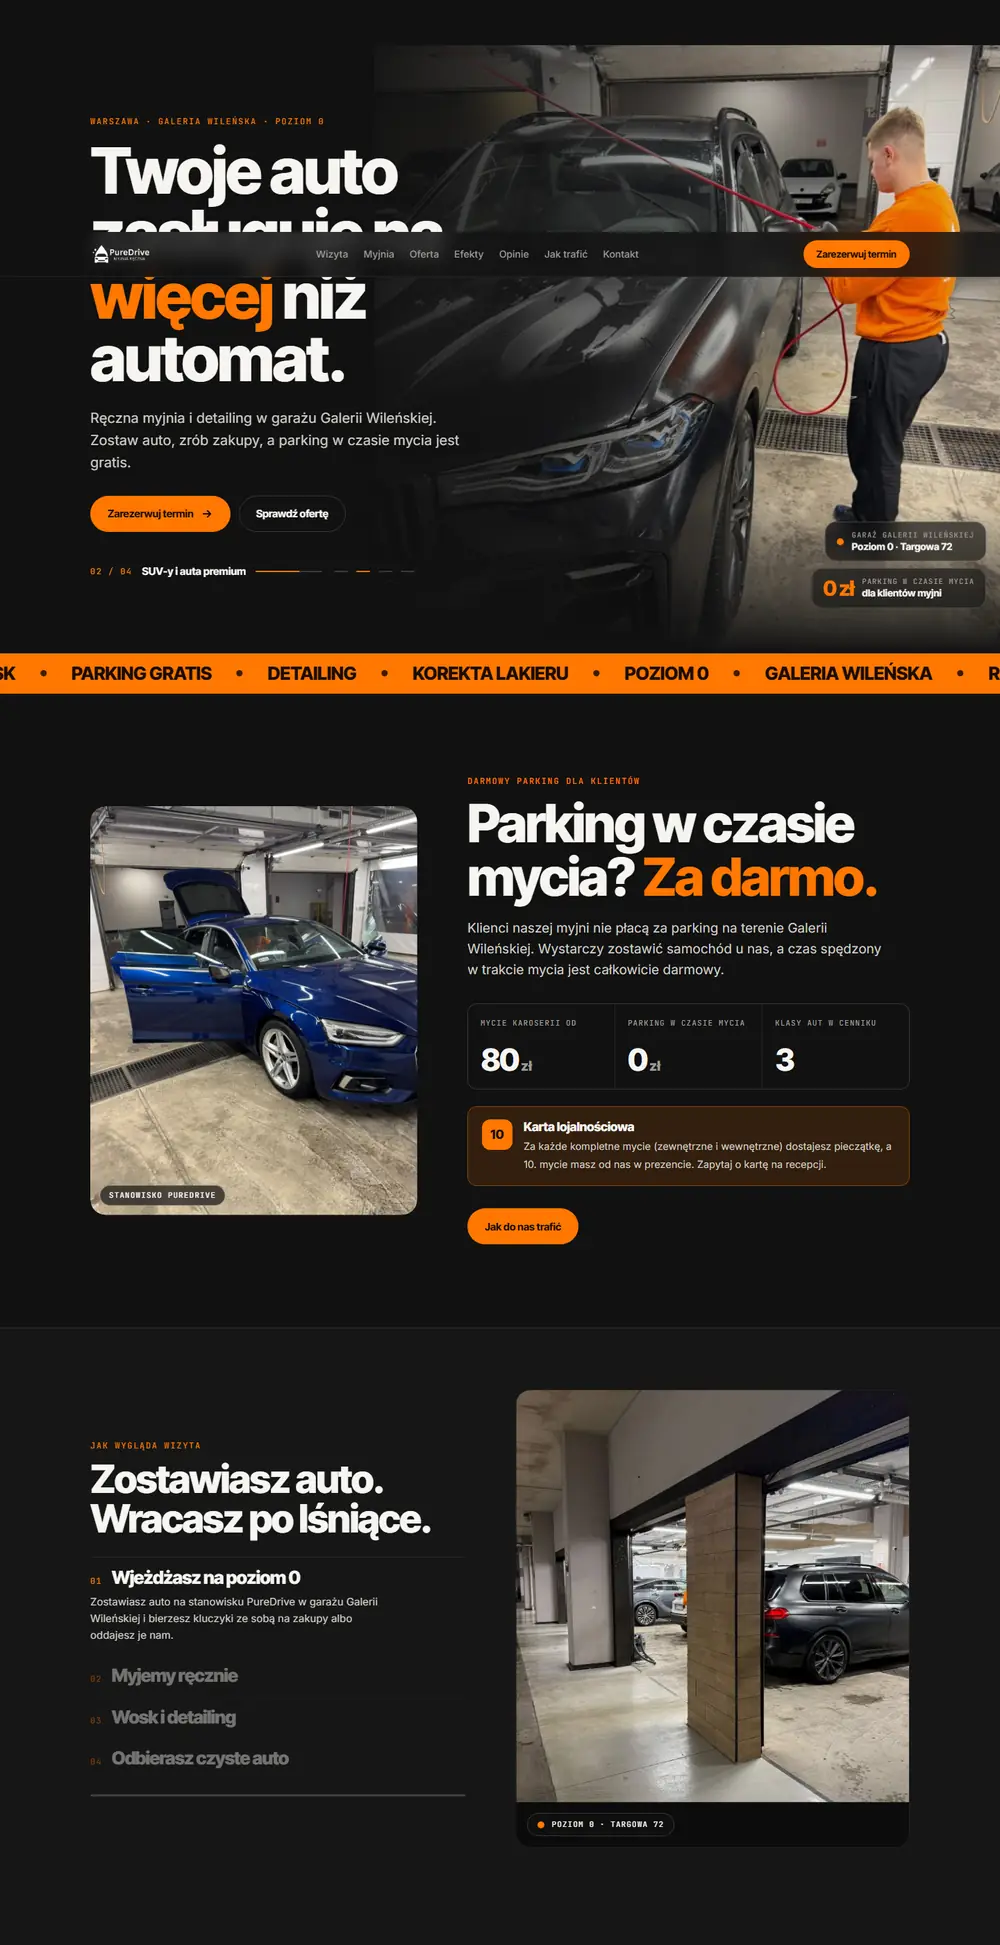 WARSZAWA · GALERIA WILEŃSKA · POZIOM 0
Twoje auto
zasługuje na
PureDrive
Wizyta
Myjnia
Oferta
Efekty
Opinie
Jak trafić
Kontakt
Zarezerwuj termin
więcej niż
automat.
Ręczna myjnia i detailing w garażu Galerii Wileńskiej.
Zostaw auto, zrób zakupy, a parking w czasie mycia jest
gratis.
Zarezerwuj termin →
Sprawdź ofertę
02 / 04 SUV-y i auta premium
GARAŻ GALERII WILEŃSKIEJ
Poziom 0 · Targowa 72
0 zł
PARKING W CZASIE MYCIA
dla klientów myjni
SK • PARKING GRATIS • DETAILING • KOREKTA LAKIERU • POZIOM 0 • GALERIA WILEŃSKA • R
STANOWISKO PUREDRIVE
DARMOWY PARKING DLA KLIENTÓW
Parking w czasie
mycia? Za darmo.
Klienci naszej myjni nie płacą za parking na terenie Galerii
Wileńskiej. Wystarczy zostawić samochód u nas, a czas spędzony
w trakcie mycia jest całkowicie darmowy.
MYCIE KAROSERII OD
80 zł
PARKING W CZASIE MYCIA
0 zł
KLASY AUT W CENNIKU
3
10
Karta lojalnościowa
Za każde kompletne mycie (zewnętrzne i wewnętrzne) dostajesz pieczątkę, a
10. mycie masz od nas w prezencie. Zapytaj o kartę na recepcji.
Jak do nas trafić
JAK WYGLĄDA WIZYTA
Zostawiasz auto.
Wracasz po lśniące.
01 Wjeżdżasz na poziom 0
Zostawiasz auto na stanowisku PureDrive w garażu Galerii
Wileńskiej i bierzesz kluczyki ze sobą na zakupy albo
oddajesz je nam.
02 Myjemy ręcznie
03 Wosk i detailing
04 Odbierasz czyste auto
POZIOM 0 · TARGOWA 72